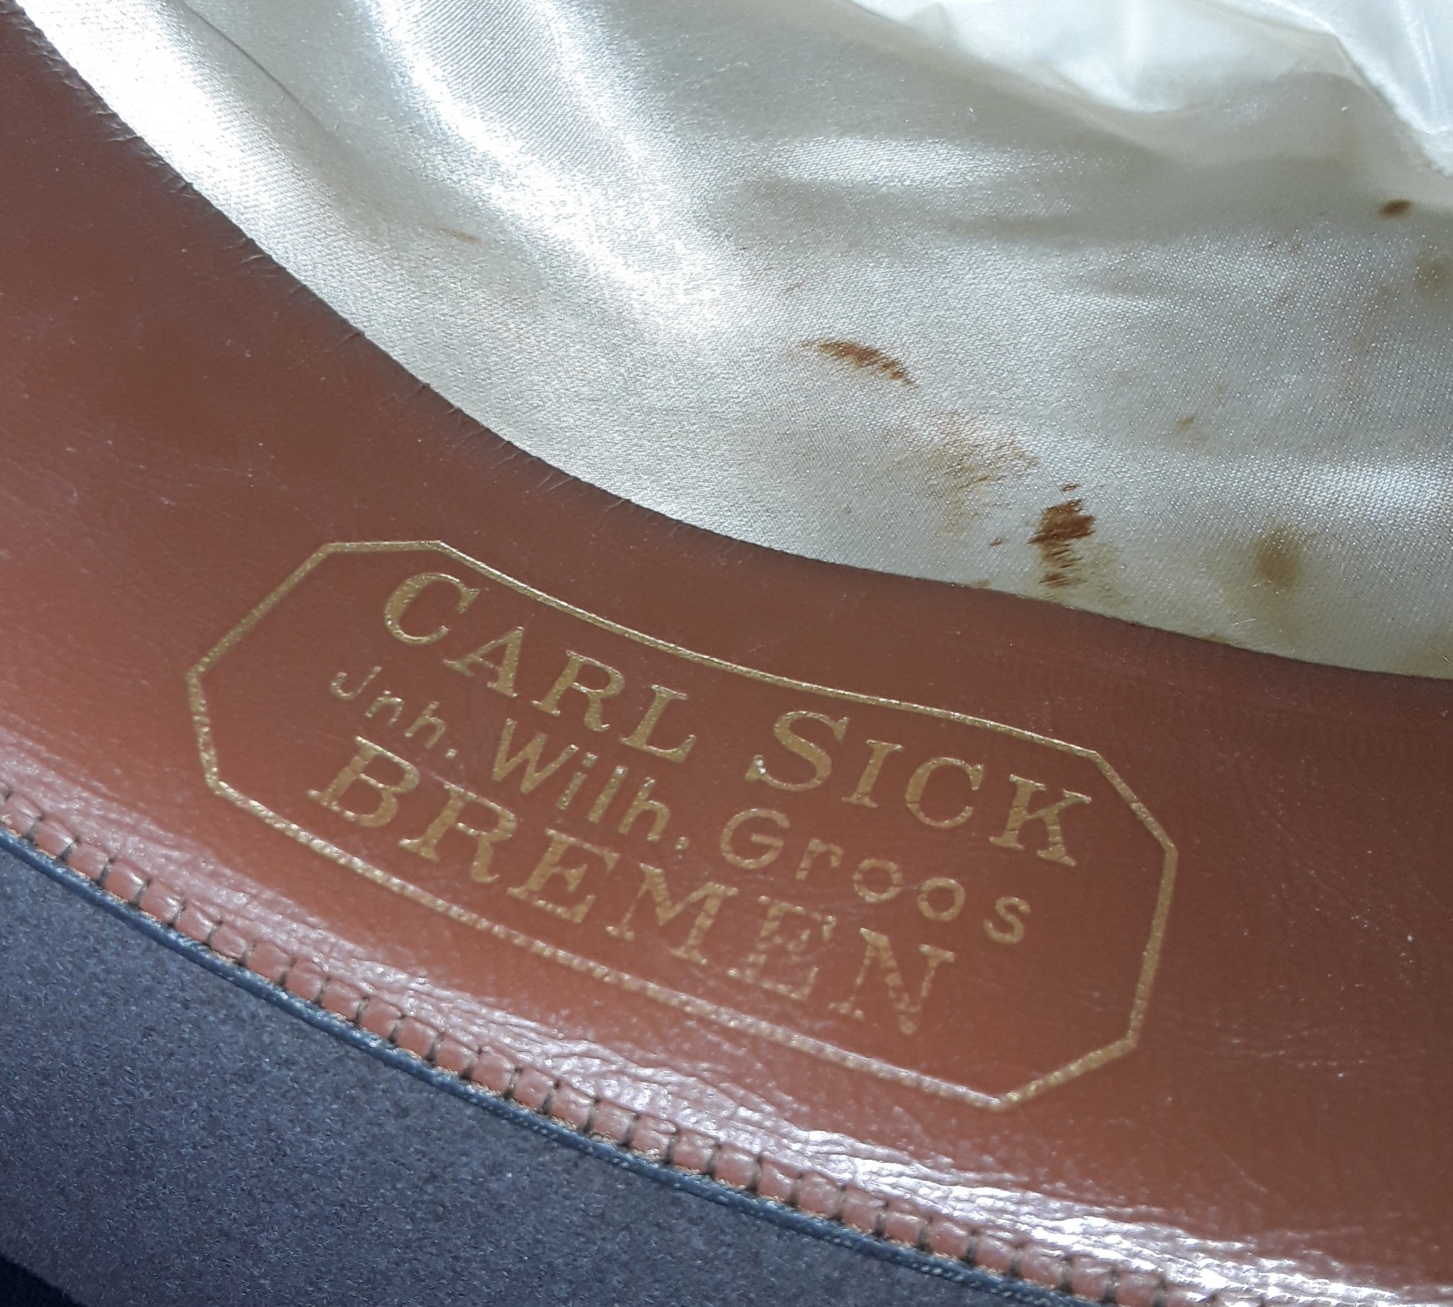 CARL SICK
Jnh. Wilh. Groos
BREMEN